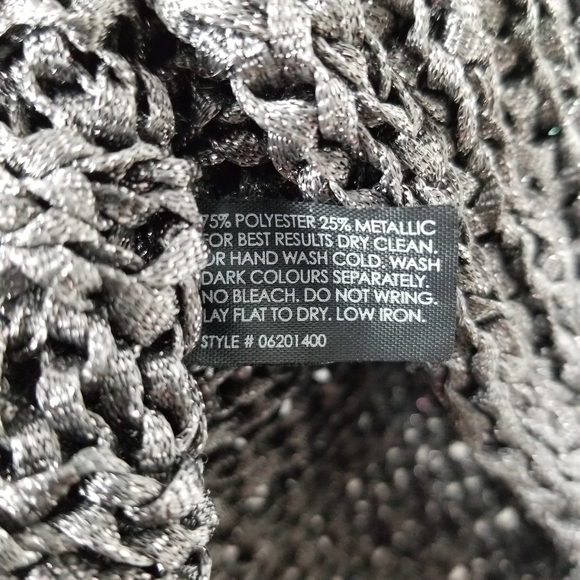 75% POLYESTER 25% METALLIC
FOR BEST RESULTS DRY CLEAN.
OR HAND WASH COLD. WASH
DARK COLOURS SEPARATELY.
NO BLEACH. DO NOT WRING.
LAY FLAT TO DRY. LOW IRON.
STYLE # 06201400